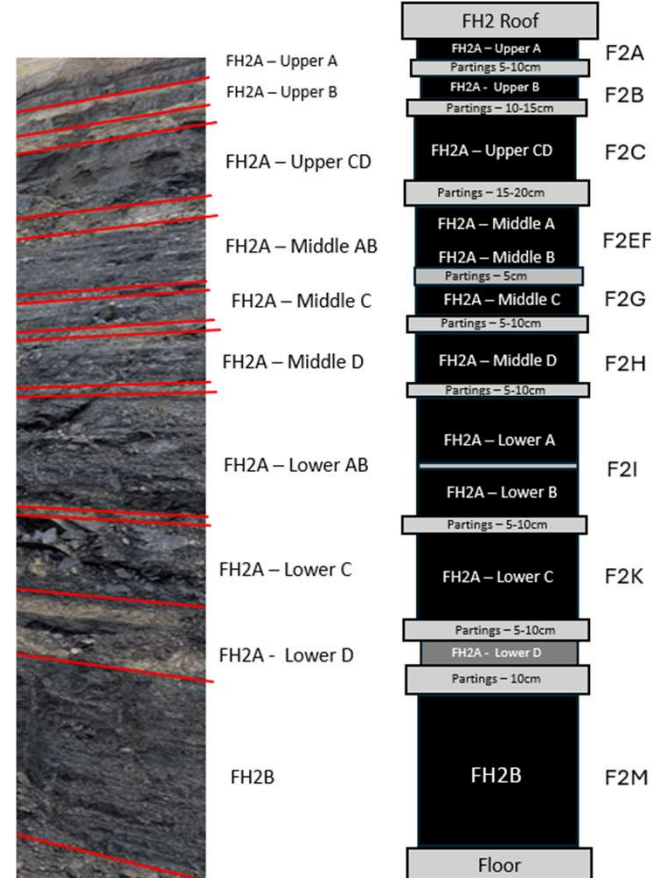 FH2A – Upper A
FH2A – Upper B
FH2A – Upper CD
FH2A – Middle AB
FH2A – Middle C
FH2A – Middle D
FH2A – Lower AB
FH2A – Lower C
FH2A - Lower D
FH2B
FH2 Roof
FH2A – Upper A
Partings 5-10cm
FH2A - Upper B
Partings – 10-15cm
FH2A – Upper CD
Partings – 15-20cm
FH2A – Middle A
FH2A – Middle B
Partings – 5cm
FH2A – Middle C
Partings – 5-10cm
FH2A – Middle D
Partings – 5-10cm
FH2A – Lower A
FH2A – Lower B
Partings – 5-10cm
FH2A – Lower C
Partings – 5-10cm
FH2A - Lower D
Partings – 10cm
FH2B
Floor
F2A
F2B
F2C
F2EF
F2G
F2H
F2I
F2K
F2M